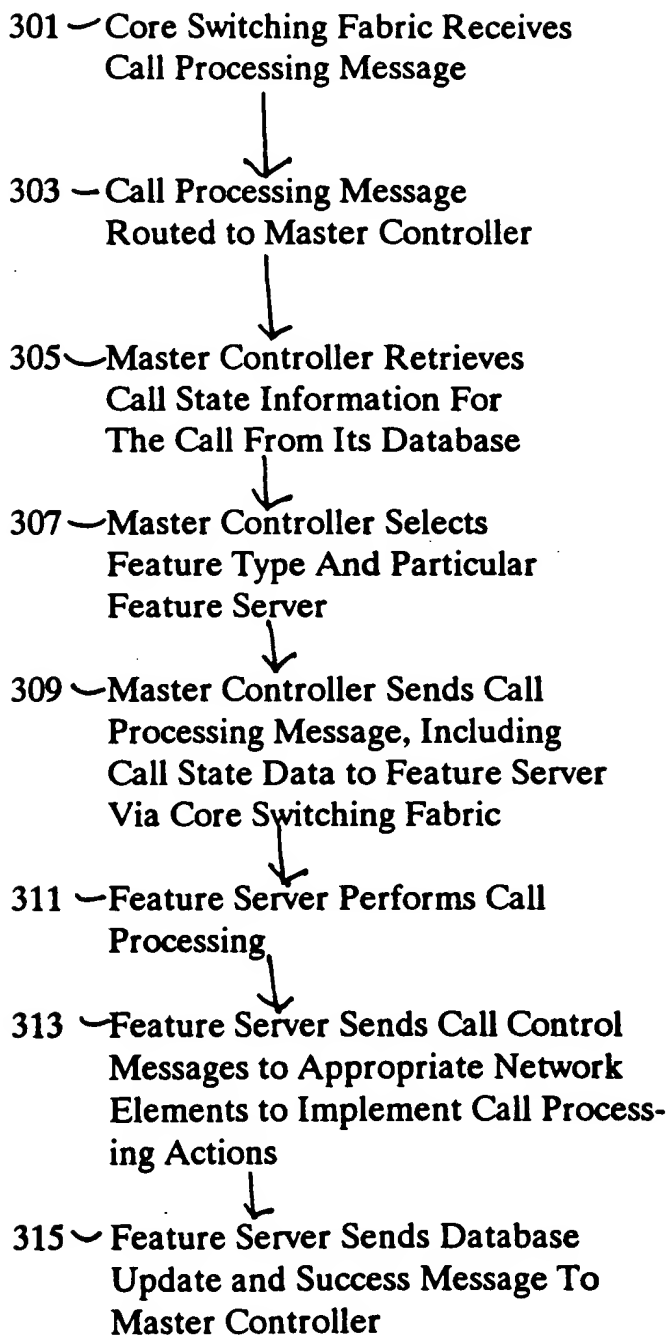 301 Core Switching Fabric Receives
Call Processing Message
303 Call Processing Message
Routed to Master Controller
305 Master Controller Retrieves
Call State Information For
The Call From Its Database
307 Master Controller Selects
Feature Type And Particular
Feature Server
309 Master Controller Sends Call
Processing Message, Including
Call State Data to Feature Server
Via Core Switching Fabric
311 Feature Server Performs Call
Processing
313 Feature Server Sends Call Control
Messages to Appropriate Network
Elements to Implement Call Process-
ing Actions
315 Feature Server Sends Database
Update and Success Message To
Master Controller